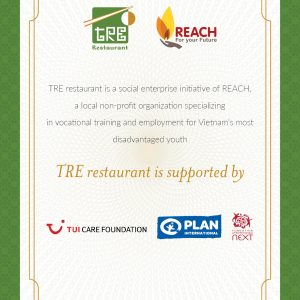 TRE
Restaurant
REACH
For your Future
TRE restaurant is a social enterprise initiative of REACH,
a local non-profit organization specializing
in vocational training and employment for Vietnam's most
disadvantaged youth
TRE restaurant is supported by
TUI CARE FOUNDATION
PLAN
INTERNATIONAL
NEXT